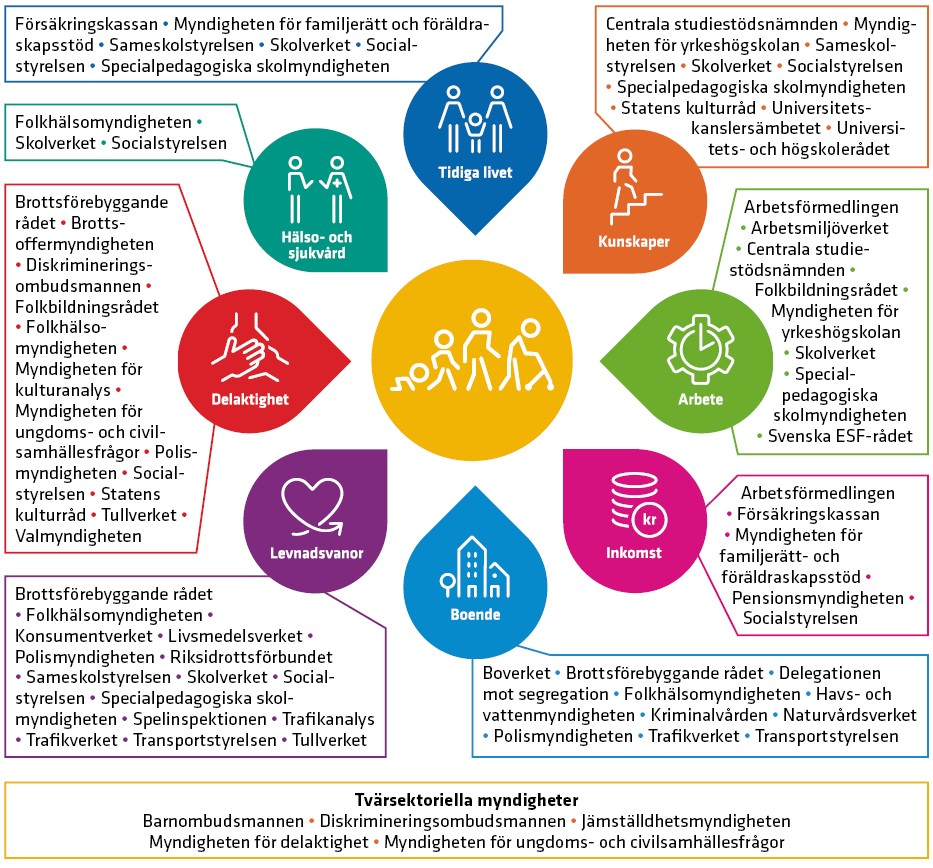 Försäkringskassan • Myndigheten för familjerätt och föräldra-
skapsstöd • Sameskolstyrelsen • Skolverket • Social-
styrelsen • Specialpedagogiska skolmyndigheten
Tidiga livet
Centrala studiestödsnämnden • Myndig-
heten för yrkeshögskolan • Sameskol-
styrelsen • Skolverket • Socialstyrelsen
• Specialpedagogiska skolmyndigheten
• Statens kulturråd • Universitets-
kanslersämbetet • Universi-
tets- och högskolerådet
Kunskaper
Folkhälsomyndigheten •
Skolverket • Socialstyrelsen
Hälso- och
sjukvård
Brottsförebyggande
rådet • Brotts-
offermyndigheten
• Diskriminerings-
ombudsmannen •
Folkbildningsrådet
• Folkhälso-
myndigheten •
Myndigheten för
kulturanalys •
Myndigheten för
ungdoms- och civil-
samhällesfrågor • Polis-
myndigheten • Social-
styrelsen • Statens
kulturråd • Tullverket •
Valmyndigheten
Delaktighet
Arbetsförmedlingen
• Arbetsmiljöverket
• Centrala studie-
stödsnämnden •
Folkbildningsrådet •
Myndigheten för
yrkeshögskolan
• Skolverket
• Special-
pedagogiska
skolmyndigheten
• Svenska ESF-rådet
Arbete
Levnadsvanor
Brottsförebyggande rådet
• Folkhälsomyndigheten •
Konsumentverket • Livsmedelsverket •
Polismyndigheten • Riksidrottsförbundet
• Sameskolstyrelsen • Skolverket • Social-
styrelsen • Specialpedagogiska skol-
myndigheten • Spelinspektionen • Trafikanalys
• Trafikverket • Transportstyrelsen • Tullverket
kr
Inkomst
Arbetsförmedlingen
• Försäkringskassan
• Myndigheten för
familjerätt- och
föräldraskapsstöd •
Pensionsmyndigheten •
Socialstyrelsen
Boende
Boverket • Brottsförebyggande rådet • Delegationen
mot segregation • Folkhälsomyndigheten • Havs- och
vattenmyndigheten • Kriminalvården • Naturvårdsverket
• Polismyndigheten • Trafikverket • Transportstyrelsen
Tvärsektoriella myndigheter
Barnombudsmannen • Diskrimineringsombudsmannen • Jämställdhetsmyndigheten
Myndigheten för delaktighet • Myndigheten för ungdoms- och civilsamhällesfrågor